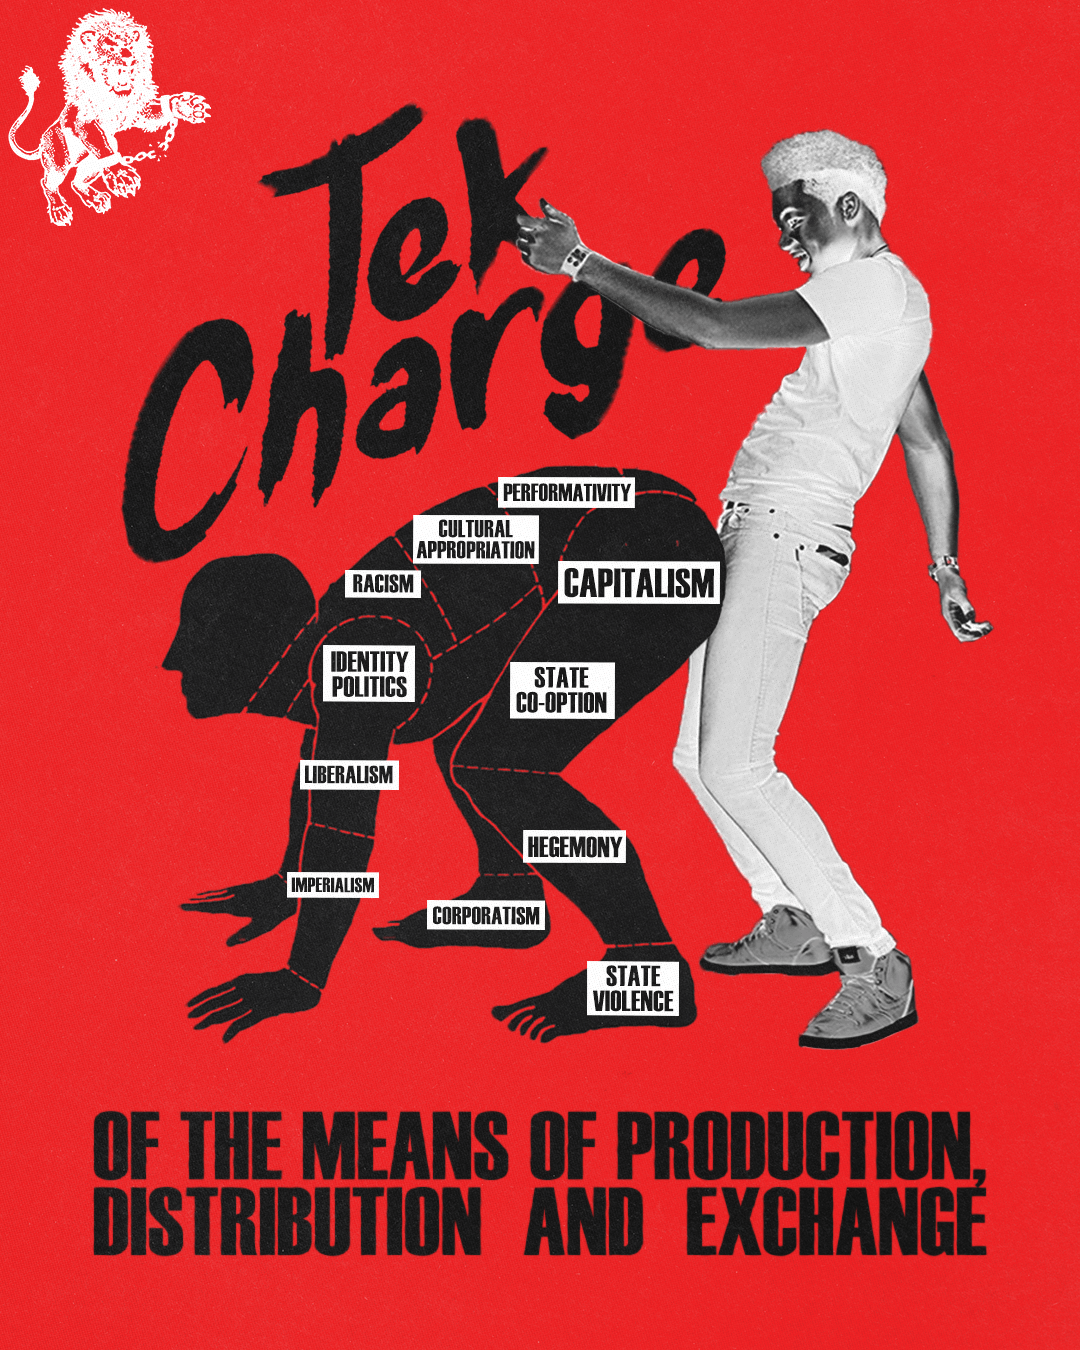 Tek
Charge
PERFORMATIVITY
CULTURAL
APPROPRIATION
RACISM
CAPITALISM
IDENTITY
POLITICS
STATE
CO-OPTION
LIBERALISM
HEGEMONY
IMPERIALISM
CORPORATISM
STATE
VIOLENCE
OF THE MEANS OF PRODUCTION,
DISTRIBUTION AND EXCHANGE